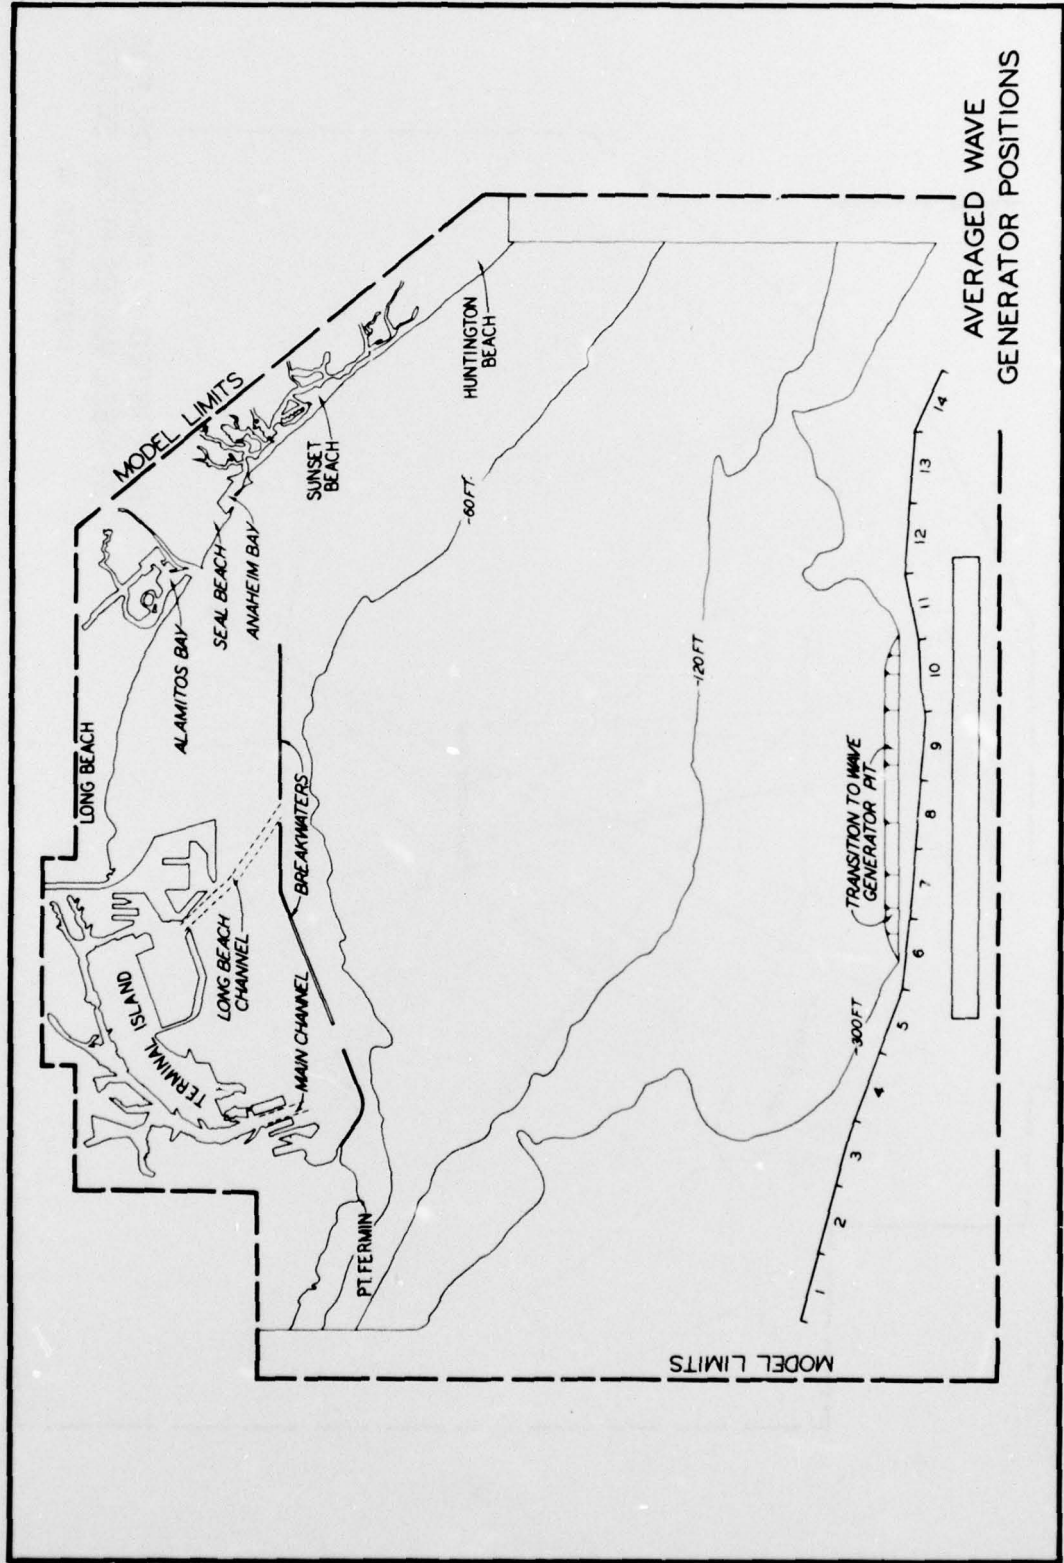 MODEL LIMITS
LONG BEACH
ALAMITOS BAY
SEAL BEACH
ANAHEIM BAY
SUNSET
BEACH
HUNTINGTON
BEACH
TERMINAL ISLAND
LONG BEACH
CHANNEL
MAIN CHANNEL
BREAKWATERS
PT. FERMIN
-60 FT.
-120 FT
-300 FT
TRANSITION TO WAVE
GENERATOR PIT
1
2
3
4
5
6
7
8
9
10
11
12
13
14
MODEL LIMITS
AVERAGED WAVE
GENERATOR POSITIONS